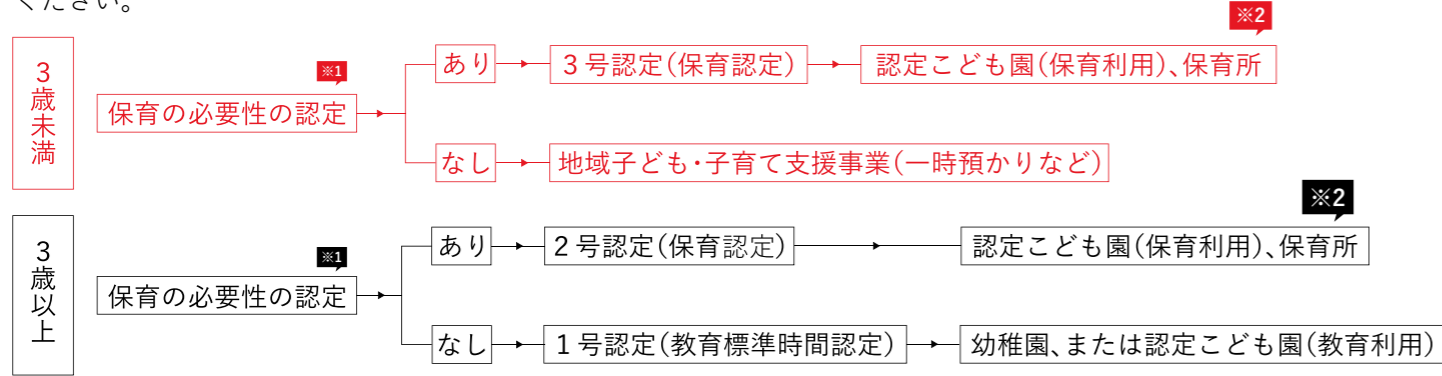 ください。
※2
3歳未満
※1
保育の必要性の認定
あり
3号認定(保育認定)
認定こども園(保育利用)、保育所
なし
地域子ども・子育て支援事業(一時預かりなど)
※2
3歳以上
※1
保育の必要性の認定
あり
2号認定(保育認定)
認定こども園(保育利用)、保育所
なし
1号認定(教育標準時間認定)
幼稚園、または認定こども園(教育利用)